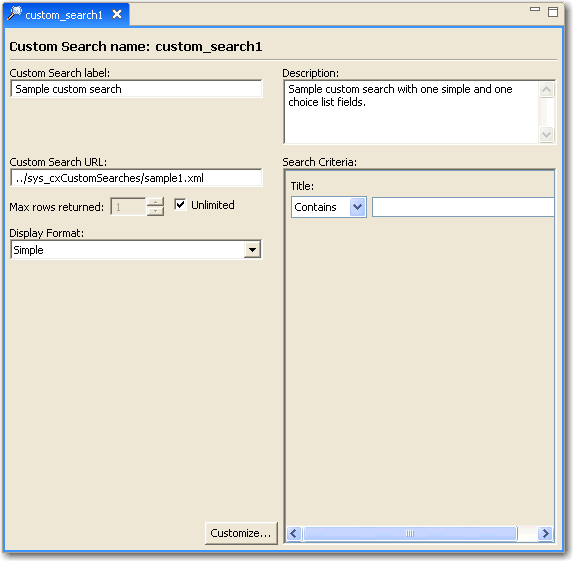 custom_search1
Custom Search name: custom_search1
Custom Search label:
Sample custom search
Description:
Sample custom search with one simple and one
choice list fields.
Custom Search URL:
../sys_cxCustomSearches/sample1.xml
Max rows returned: 1 Unlimited
Display Format:
Simple
Search Criteria:
Title:
Contains
Customize...